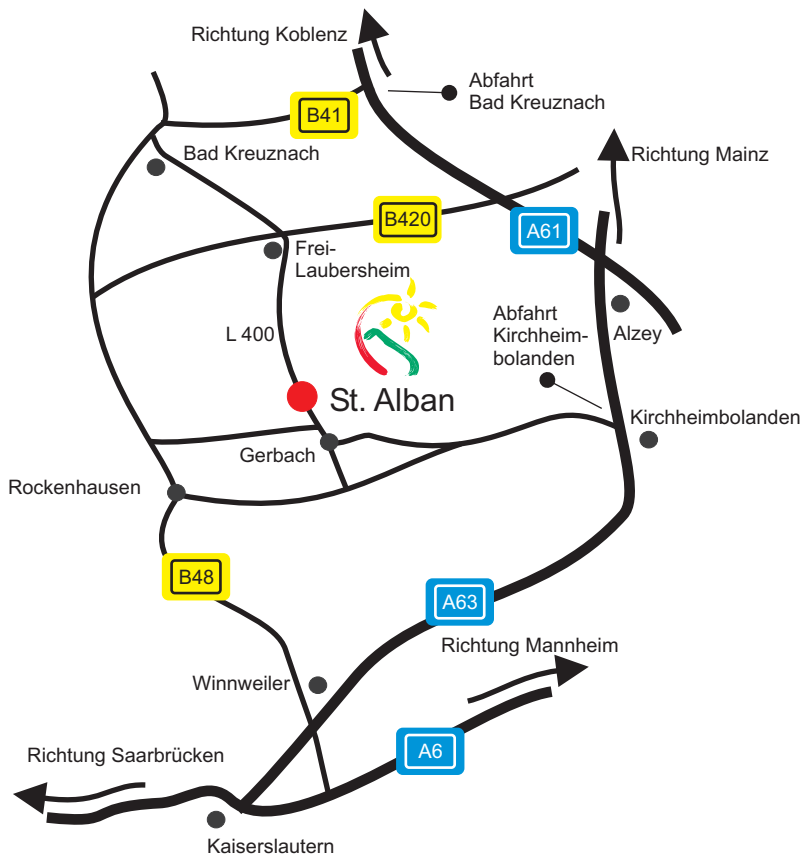 Richtung Koblenz
Abfahrt
Bad Kreuznach
B41
Bad Kreuznach
Richtung Mainz
B420
A61
Frei-
Laubersheim
L 400
Abfahrt
Kirchheim-
bolanden
Alzey
St. Alban
Kirchheimbolanden
Gerbach
Rockenhausen
B48
A63
Richtung Mannheim
Winnweiler
A6
Richtung Saarbrücken
Kaiserslautern